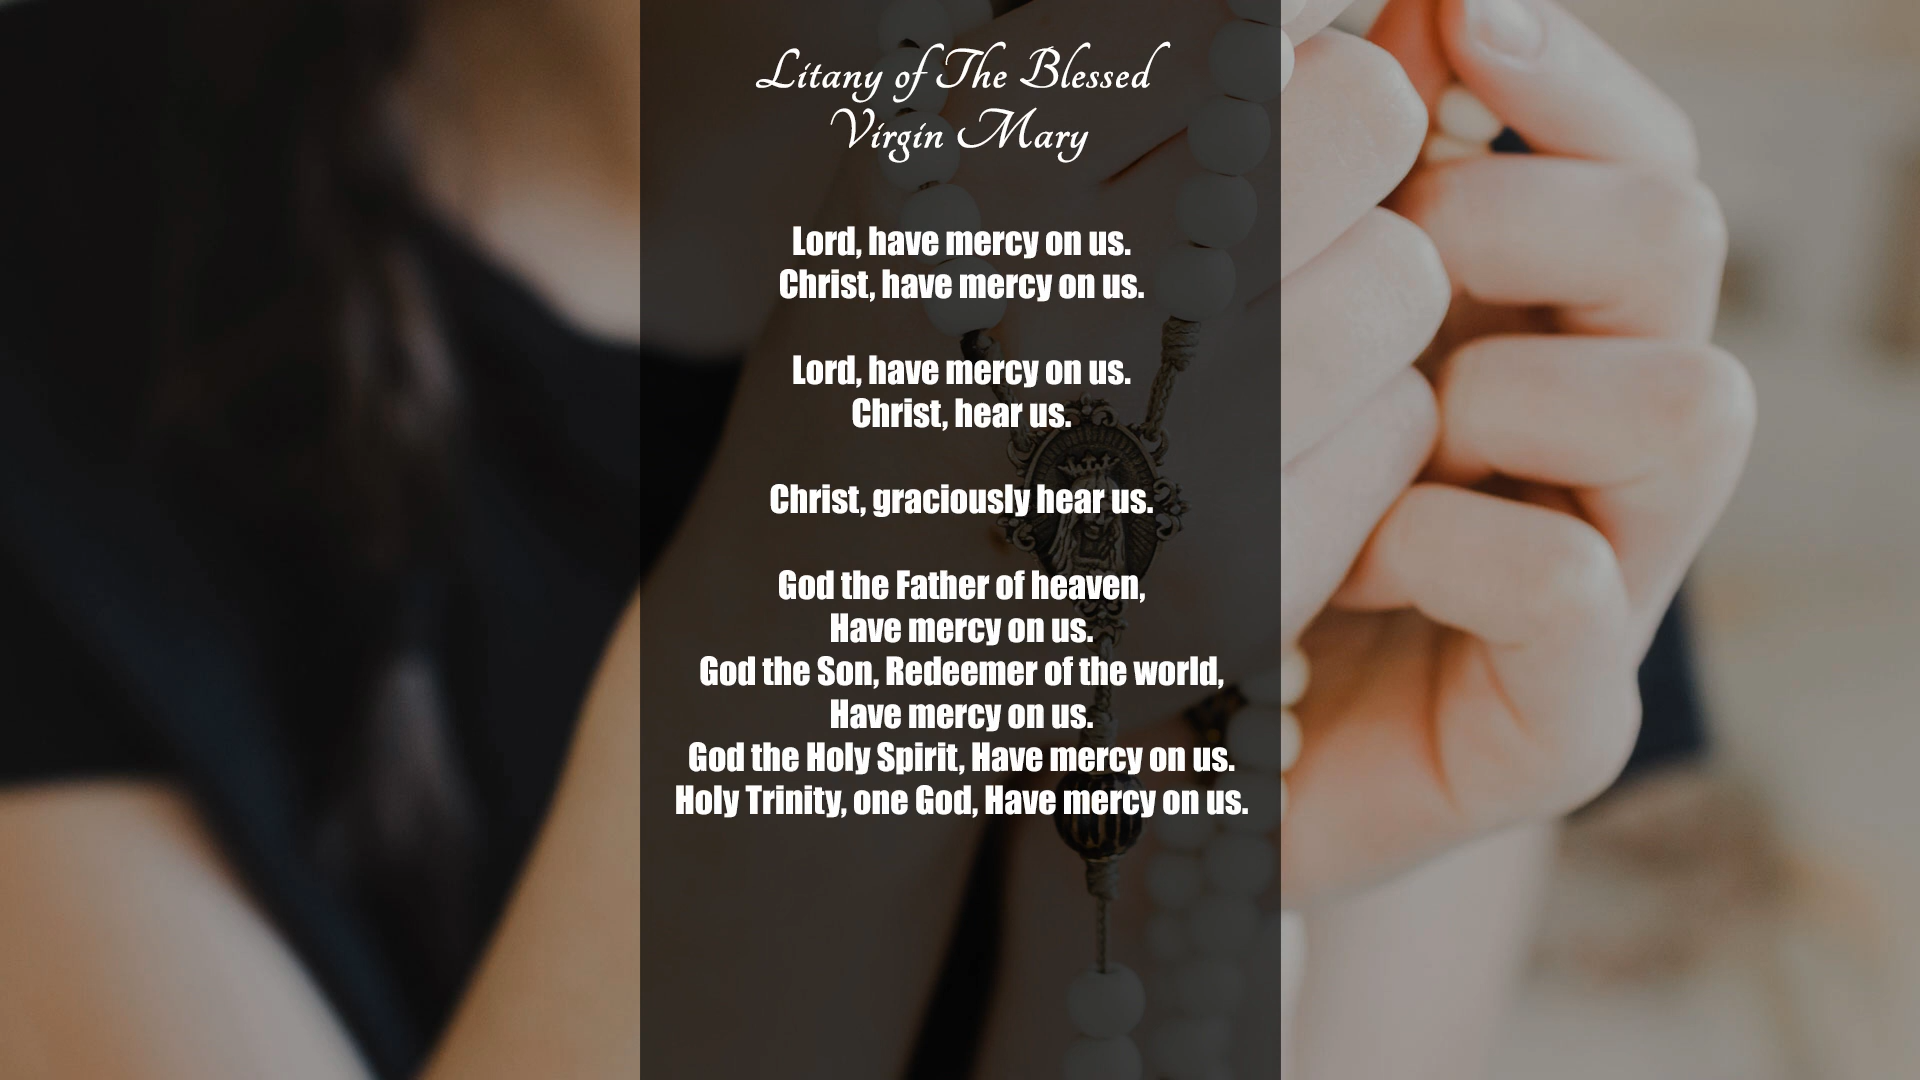 Litany of The Blessed
Virgin Mary
Lord, have mercy on us.
Christ, have mercy on us.
Lord, have mercy on us.
Christ, hear us.
Christ, graciously hear us.
God the Father of heaven,
Have mercy on us.
God the Son, Redeemer of the world,
Have mercy on us.
God the Holy Spirit, Have mercy on us.
Holy Trinity, one God, Have mercy on us.